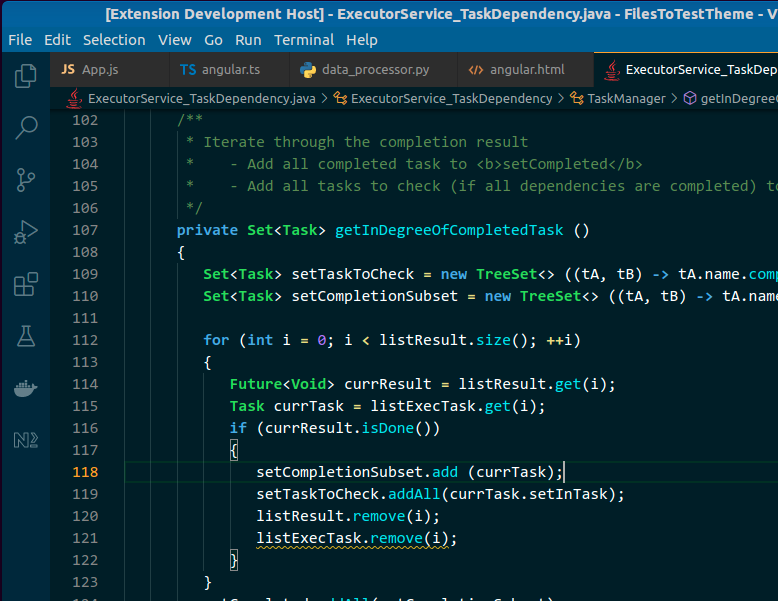 [Extension Development Host] - ExecutorService_TaskDependency.java - FilesToTestTheme - V
File Edit Selection View Go Run Terminal Help
JS App.js TS angular.ts data_processor.py <> angular.html ExecutorService_TaskDep
ExecutorService_TaskDependency.java > ExecutorService_TaskDependency > TaskManager > getInDegree
102 /**
103 * Iterate through the completion result
104 * - Add all completed task to <b>setCompleted</b>
105 * - Add all tasks to check (if all dependencies are completed) to
106 */
107 private Set<Task> getInDegreeOfCompletedTask ()
108 {
109 Set<Task> setTaskToCheck = new TreeSet<> ((tA, tB) -> tA.name.comp
110 Set<Task> setCompletionSubset = new TreeSet<> ((tA, tB) -> tA.name
111
112 for (int i = 0; i < listResult.size(); ++i)
113 {
114 Future<Void> currResult = listResult.get(i);
115 Task currTask = listExecTask.get(i);
116 if (currResult.isDone())
117 {
118 setCompletionSubset.add (currTask);
119 setTaskToCheck.addAll(currTask.setInTask);
120 listResult.remove(i);
121 listExecTask.remove(i);
122 }
123 }